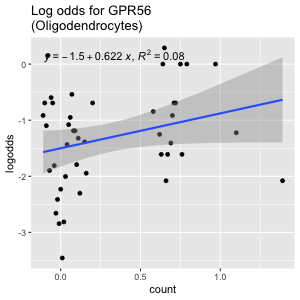 Log odds for GPR56
(Oligodendrocytes)
y = − 1.5 + 0.622 x, R² = 0.08
0
-1
-2
-3
logodds
0.0 0.5 1.0
count